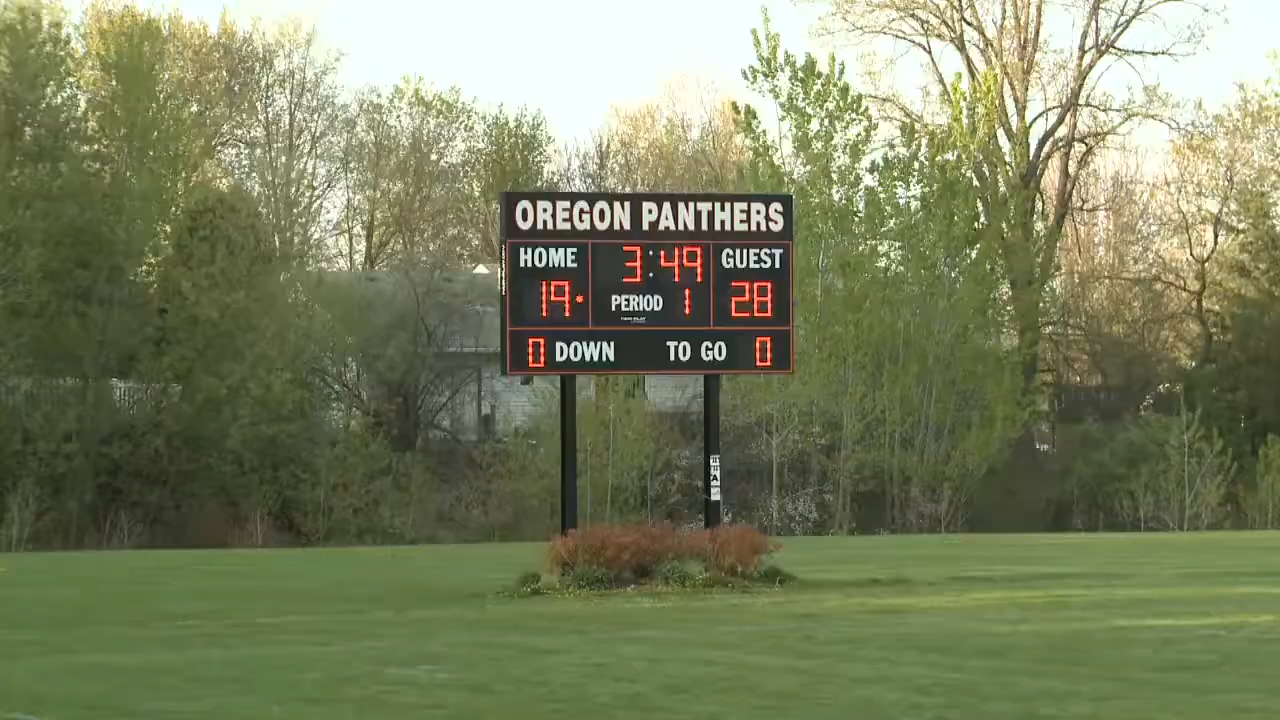 OREGON PANTHERS
HOME 3:49 GUEST
19 PERIOD 1 28
0 DOWN TO GO 0